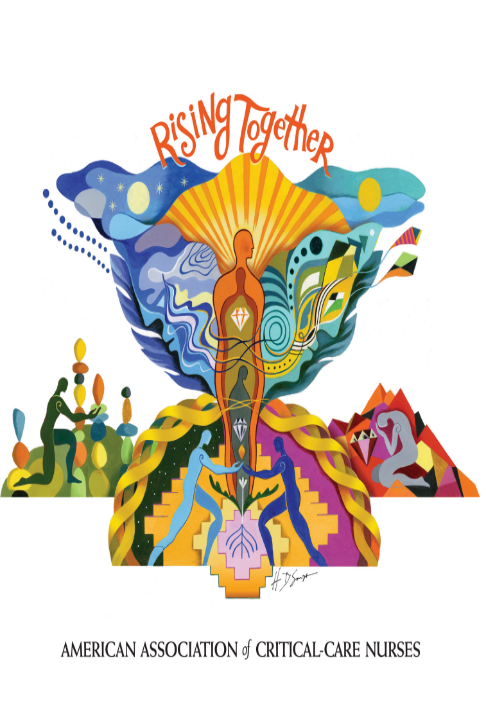 Rising Together
AMERICAN ASSOCIATION of CRITICAL-CARE NURSES